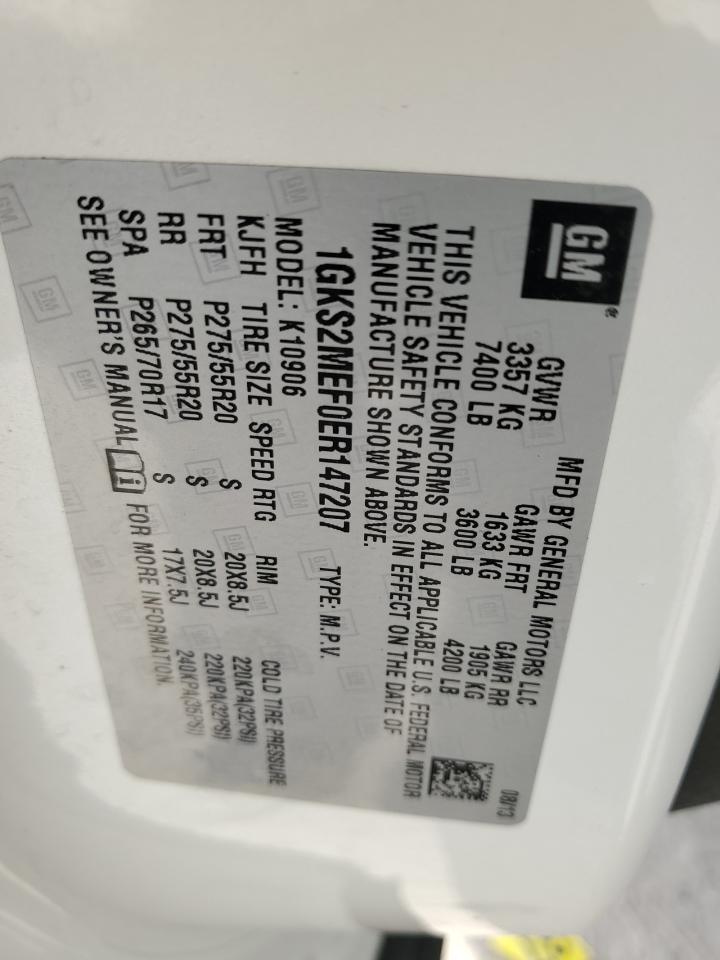 GM®
MFD BY GENERAL MOTORS LLC
08/13
GVWR GAWR FRT GAWR RR
3357 KG 1633 KG 1905 KG
7400 LB 3600 LB 4200 LB
THIS VEHICLE CONFORMS TO ALL APPLICABLE U.S. FEDERAL MOTOR
VEHICLE SAFETY STANDARDS IN EFFECT ON THE DATE OF
MANUFACTURE SHOWN ABOVE.
1GKS2MEF0ER147207 TYPE: M.P.V.
MODEL: K10906
KJFH TIRE SIZE SPEED RTG RIM COLD TIRE PRESSURE
FRT P275/55R20 S 20X8.5J 220KPA(32PSI)
RR P275/55R20 S 20X8.5J 220KPA(32PSI)
SPA P265/70R17 S 17X7.5J 240KPA(35PSI)
SEE OWNER'S MANUAL FOR MORE INFORMATION.